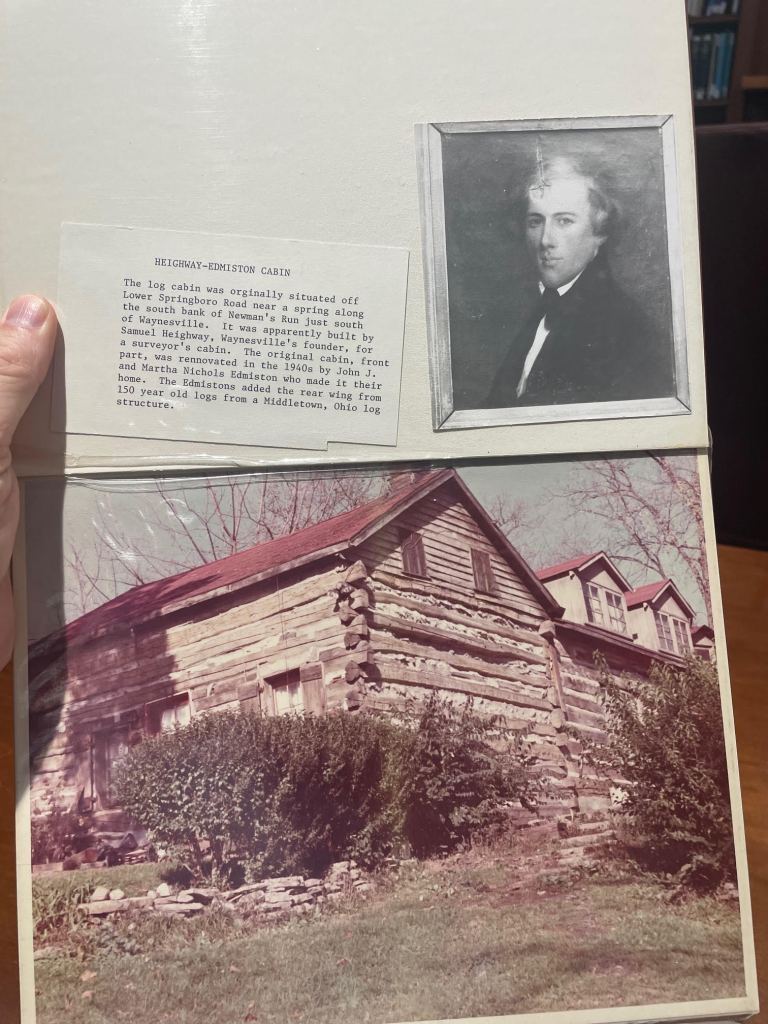 HEIGHWAY-EDMISTON CABIN
The log cabin was orginally situated off
Lower Springboro Road near a spring along
the south bank of Newman's Run just south
of Waynesville. It was apparently built by
Samuel Heighway, Waynesville's founder, for
a surveyor's cabin. The original cabin, front
part, was rennovated in the 1940s by John J.
and Martha Nichols Edmiston who made it their
home. The Edmistons added the rear wing from
150 year old logs from a Middletown, Ohio log
structure.